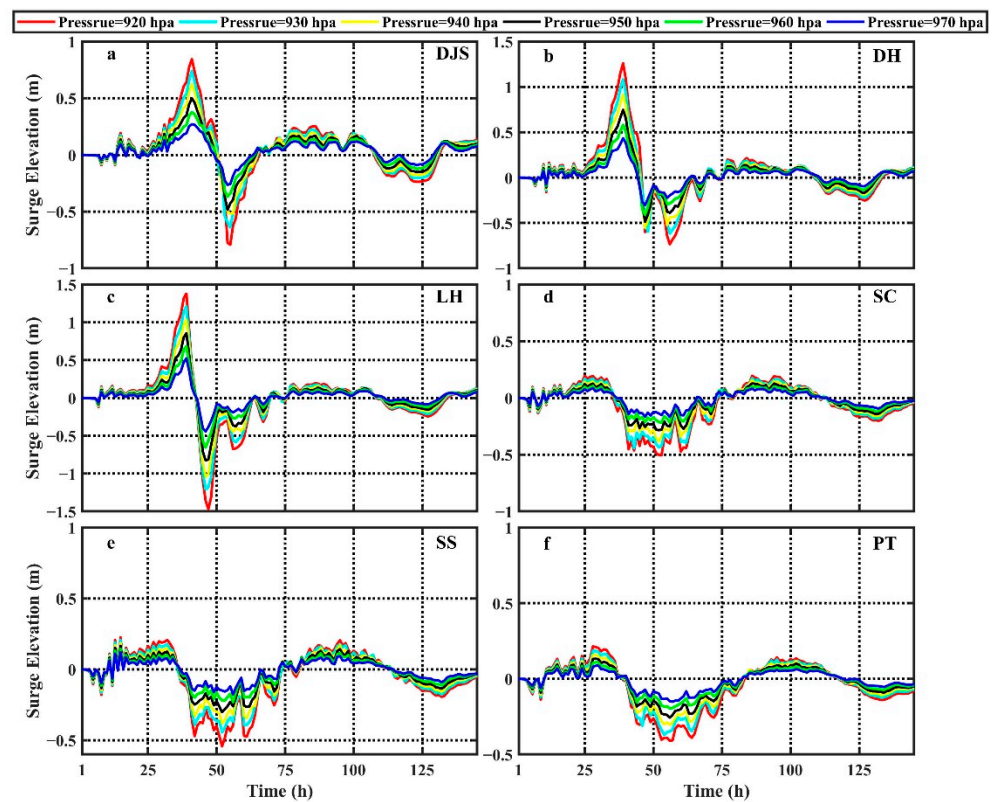 Pressrue=920 hpa Pressrue=930 hpa Pressrue=940 hpa Pressrue=950 hpa Pressrue=960 hpa Pressrue=970 hpa
a DJS
1
0.5
0
−0.5
−1
Surge Elevation (m)
b DH
1.5
1
0.5
0
−0.5
−1
c LH
1.5
1
0.5
0
−0.5
−1
−1.5
Surge Elevation (m)
d SC
1
0.5
0
−0.5
−1
e SS
1
0.5
0
−0.5
Surge Elevation (m)
1 25 50 75 100 125
Time (h)
f PT
1
0.5
0
−0.5
1 25 50 75 100 125
Time (h)